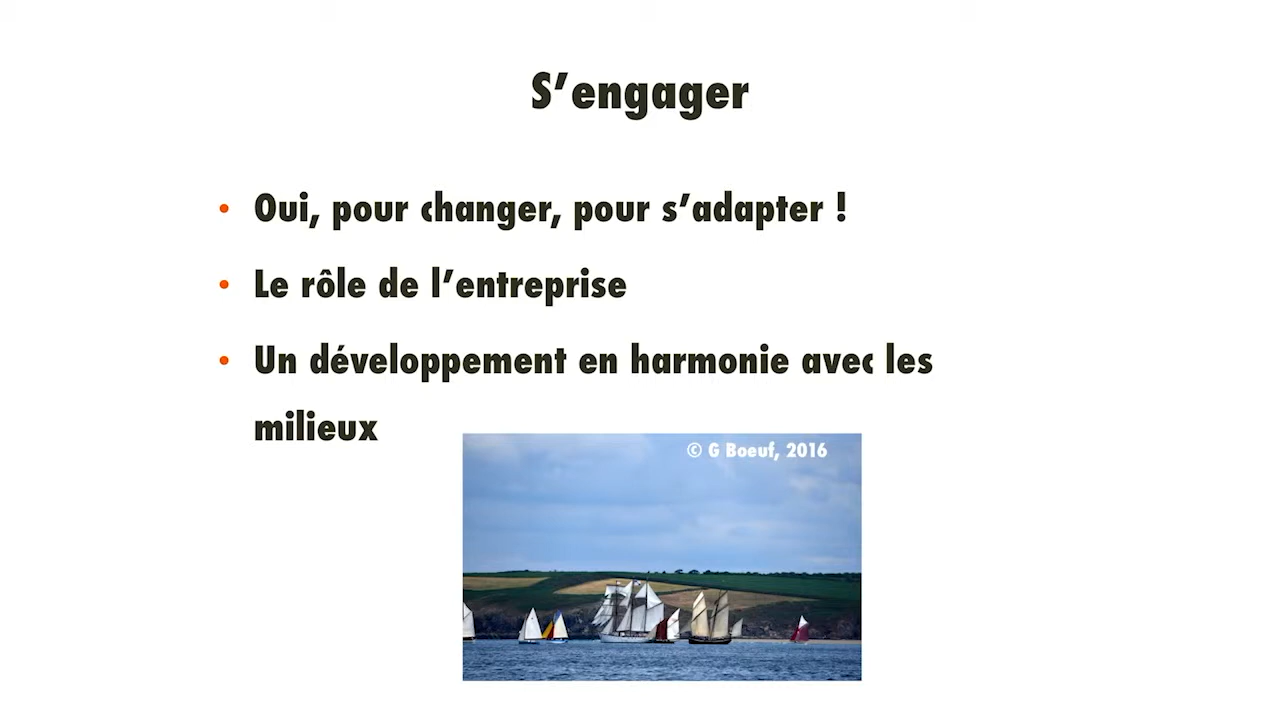 S’engager
• Oui, pour changer, pour s’adapter !
• Le rôle de l’entreprise
• Un développement en harmonie avec les
milieux
© G Boeuf, 2016